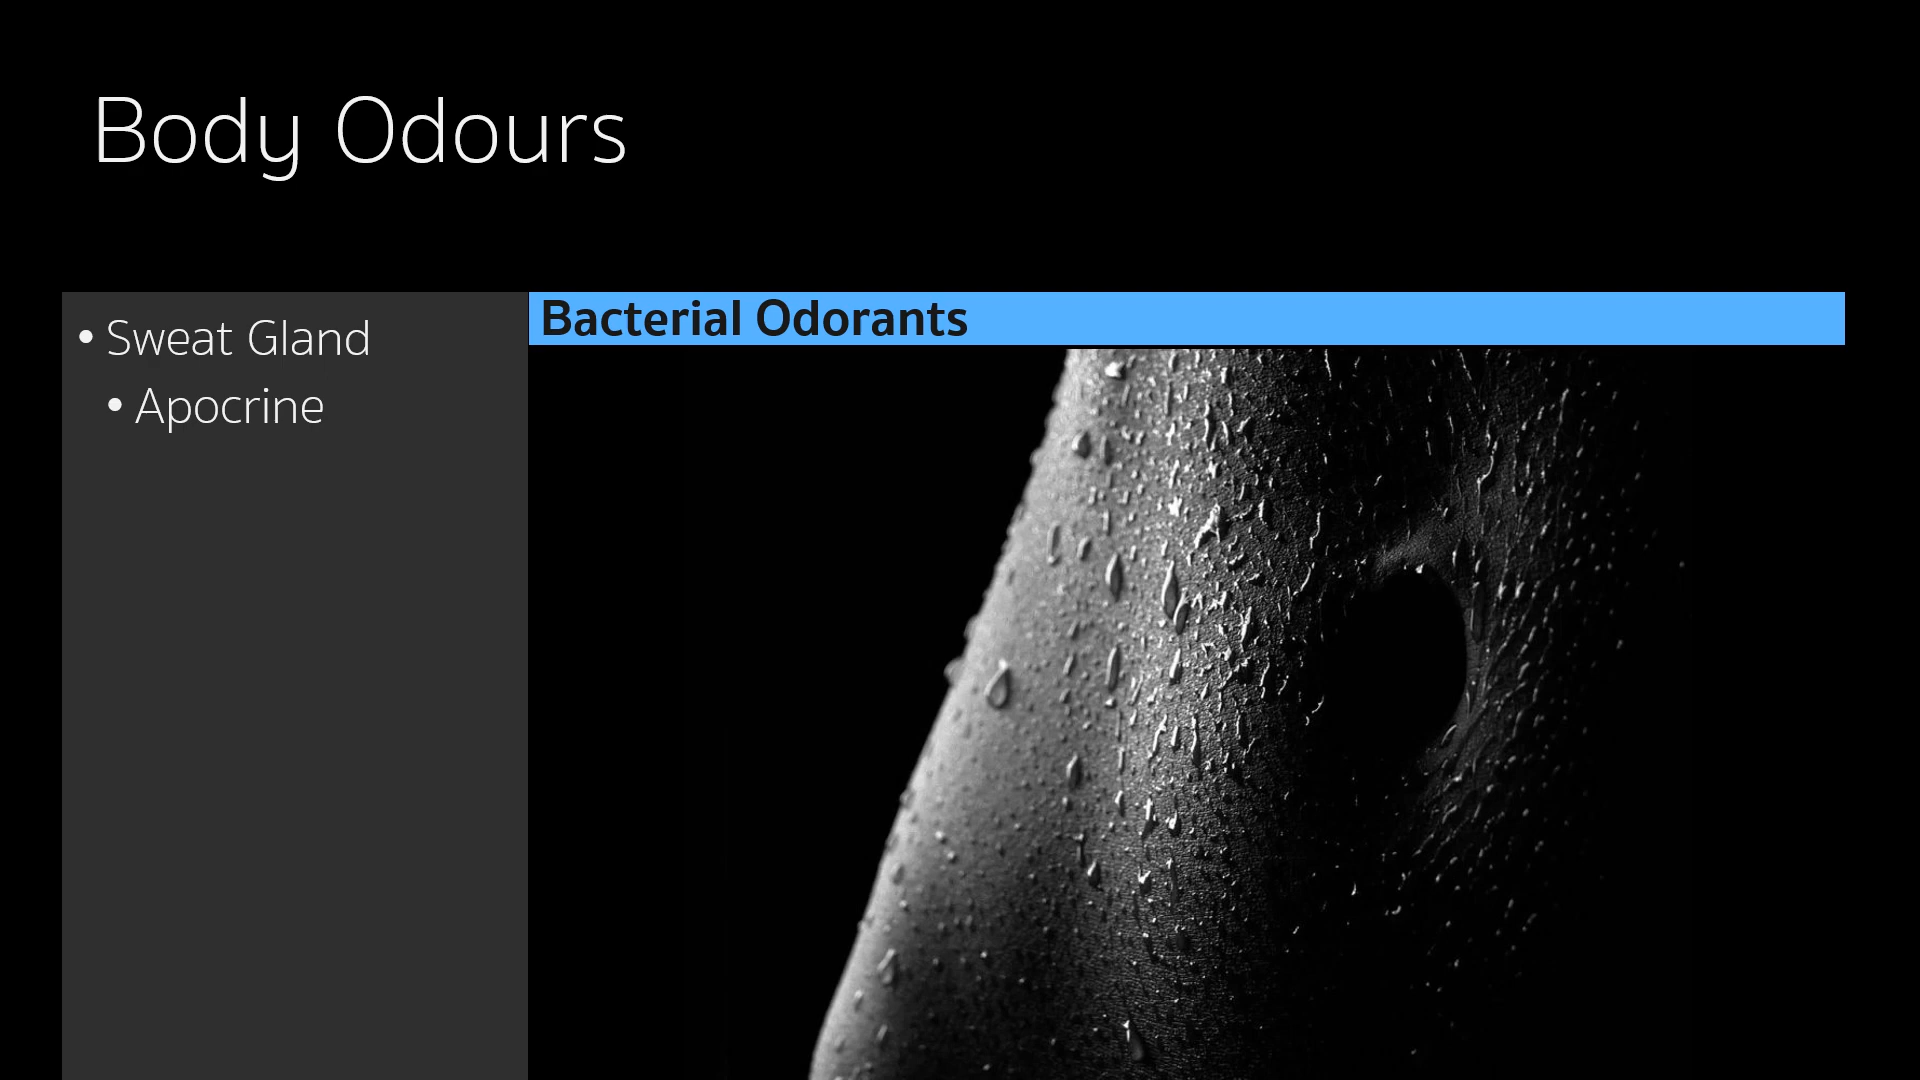 Body Odours
• Sweat Gland
• Apocrine
Bacterial Odorants